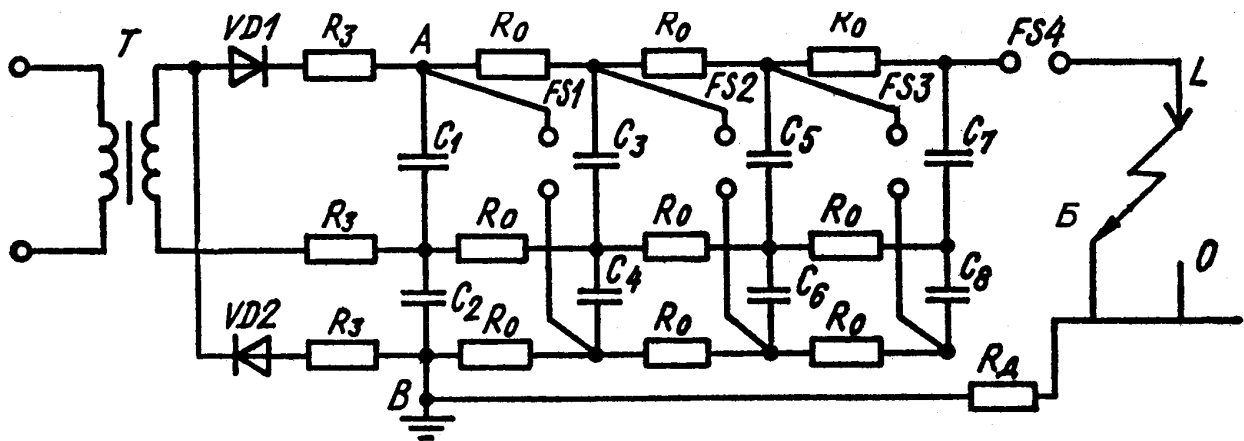 T VD1 R3 A R0 R0 R0 FS4
FS1 FS2 FS3 L
C1 C3 C5 C7
R3 R0 R0 R0 Б
C2 C4 C6 C8 O
VD2 R3 R0 R0 R0
B RД